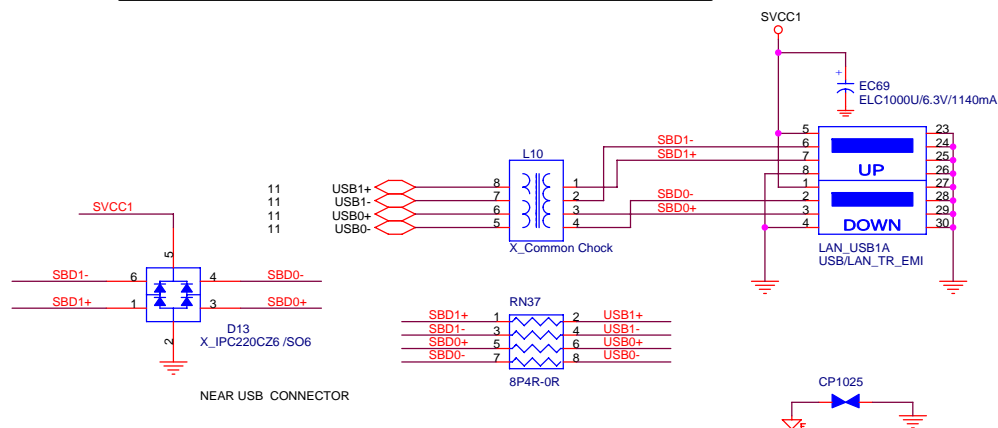 SVCC1
+
EC69
ELC1000U/6.3V/1140mA
5
6
7
8
1
2
3
4
UP
DOWN
23
24
25
26
27
28
29
30
LAN_USB1A
USB/LAN_TR_EMI
SBD1-
SBD1+
SBD0-
SBD0+
L10
8
7
6
5
1
2
3
4
X_Common Chock
11 USB1+
11 USB1-
11 USB0+
11 USB0-
SVCC1
5
SBD1- 6 4 SBD0-
SBD1+ 1 3 SBD0+
2
D13
X_IPC220CZ6 /SO6
NEAR USB CONNECTOR
RN37
SBD1+ 1 2 USB1+
SBD1- 3 4 USB1-
SBD0+ 5 6 USB0+
SBD0- 7 8 USB0-
8P4R-0R
CP1025